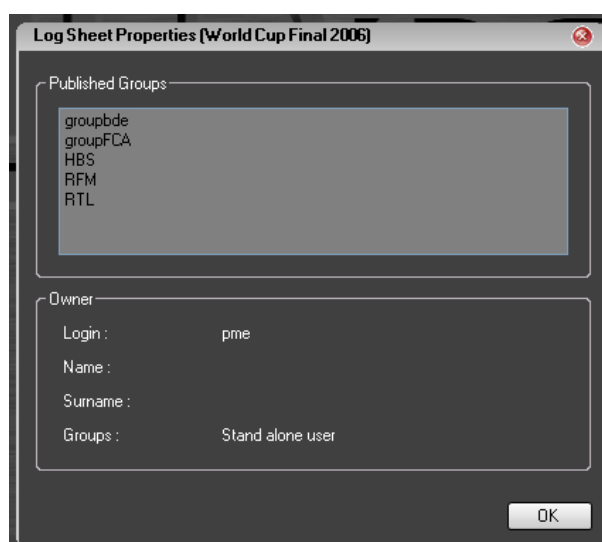 Log Sheet Properties (World Cup Final 2006)
Published Groups
groupbde
groupFCA
HBS
RFM
RTL
Owner
Login : pme
Name :
Surname :
Groups : Stand alone user
OK